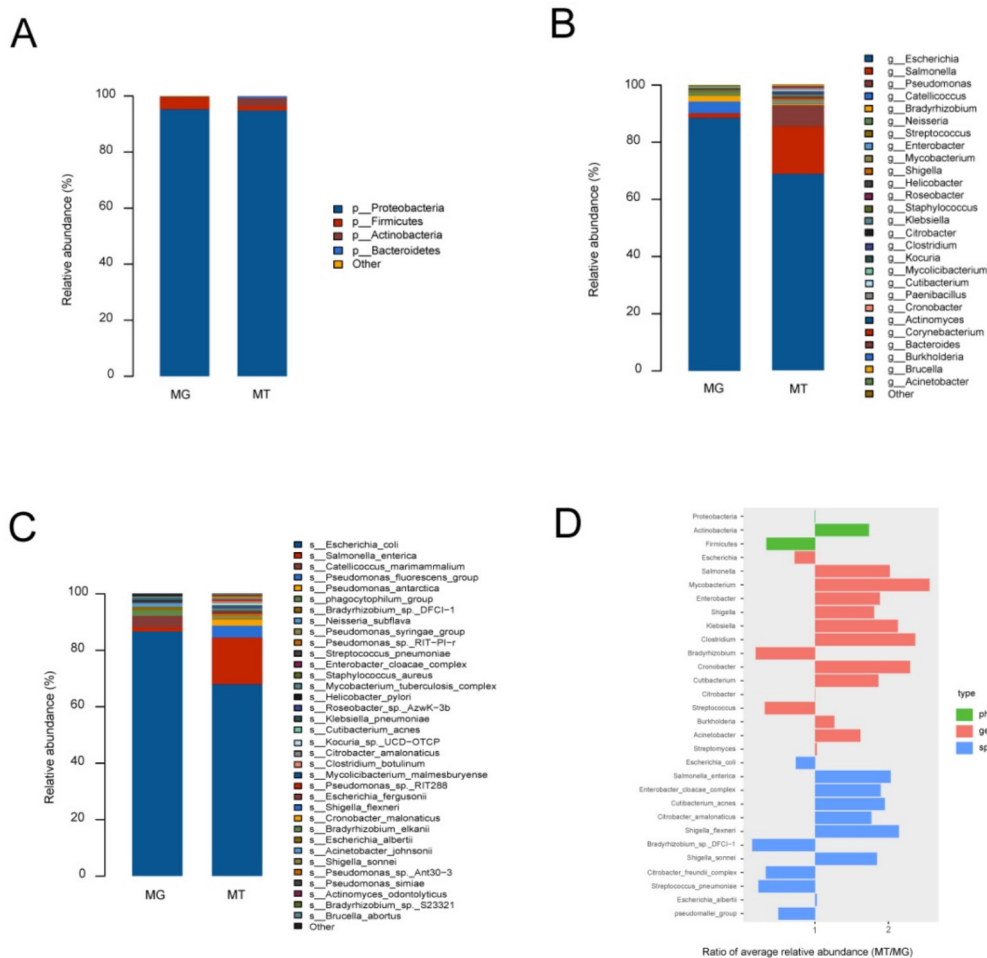 A
Relative abundance (%)
100
80
60
40
20
0
MG
MT
p__Proteobacteria
p__Firmicutes
p__Actinobacteria
p__Bacteroidetes
Other
B
Relative abundance (%)
100
80
60
40
20
0
MG
MT
g__Escherichia
g__Salmonella
g__Pseudomonas
g__Catellicoccus
g__Bradyrhizobium
g__Neisseria
g__Streptococcus
g__Enterobacter
g__Mycobacterium
g__Shigella
g__Helicobacter
g__Roseobacter
g__Staphylococcus
g__Klebsiella
g__Citrobacter
g__Clostridium
g__Kocuria
g__Mycolicibacterium
g__Cutibacterium
g__Paenibacillus
g__Cronobacter
g__Actinomyces
g__Corynebacterium
g__Bacteroides
g__Burkholderia
g__Brucella
g__Acinetobacter
Other
C
Relative abundance (%)
100
80
60
40
20
0
MG
MT
s__Escherichia_coli
s__Salmonella_enterica
s__Catellicoccus_marimammalium
s__Pseudomonas_fluorescens_group
s__Pseudomonas_antarctica
s__phagocytophilum_group
s__Bradyrhizobium_sp._DFCI-1
s__Neisseria_subflava
s__Pseudomonas_syringae_group
s__Pseudomonas_sp._RIT-PI-r
s__Streptococcus_pneumoniae
s__Enterobacter_cloacae_complex
s__Staphylococcus_aureus
s__Mycobacterium_tuberculosis_complex
s__Helicobacter_pylori
s__Roseobacter_sp._AzwK-3b
s__Klebsiella_pneumoniae
s__Cutibacterium_acnes
s__Kocuria_sp._UCD-OTCP
s__Citrobacter_amalonaticus
s__Clostridium_botulinum
s__Mycolicibacterium_malmesburyense
s__Pseudomonas_sp._RIT288
s__Escherichia_fergusonii
s__Shigella_flexneri
s__Cronobacter_malonaticus
s__Bradyrhizobium_elkanii
s__Escherichia_albertii
s__Acinetobacter_johnsonii
s__Shigella_sonnei
s__Pseudomonas_sp._Ant30-3
s__Pseudomonas_simiae
s__Actinomyces_odontolyticus
s__Bradyrhizobium_sp._S23321
s__Brucella_abortus
Other
D
Proteobacteria
Actinobacteria
Firmicutes
Escherichia
Salmonella
Mycobacterium
Enterobacter
Shigella
Klebsiella
Clostridium
Bradyrhizobium
Cronobacter
Cutibacterium
Citrobacter
Streptococcus
Burkholderia
Acinetobacter
Streptomyces
Escherichia_coli
Salmonella_enterica
Enterobacter_cloacae_complex
Cutibacterium_acnes
Citrobacter_amalonaticus
Shigella_flexneri
Bradyrhizobium_sp._DFCI-1
Shigella_sonnei
Citrobacter_freundii_complex
Streptococcus_pneumoniae
Escherichia_albertii
pseudomallei_group
1
2
Ratio of average relative abundance (MT/MG)
type
ph
ge
sp